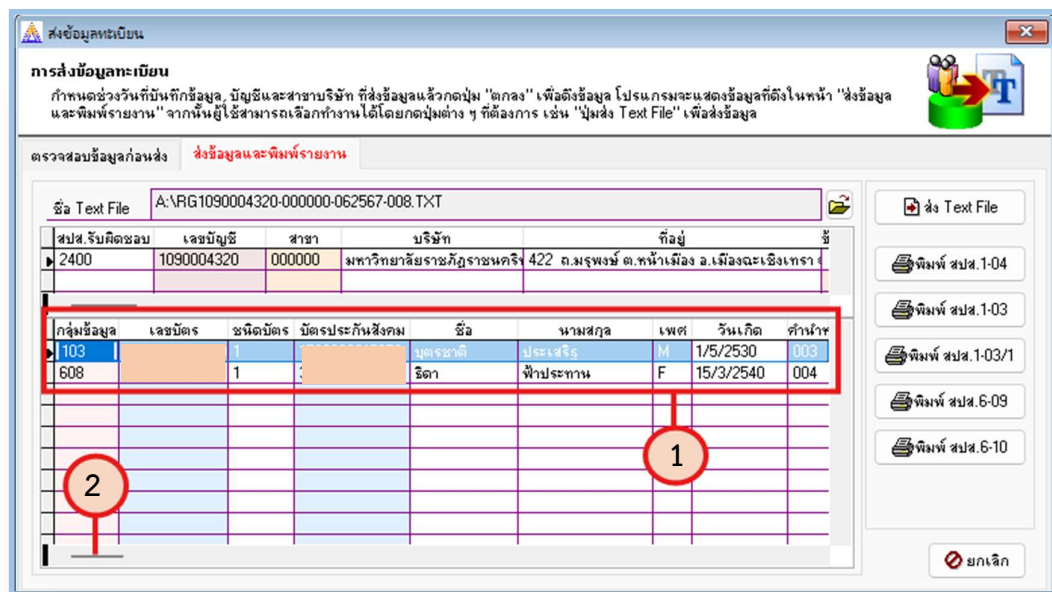 ส่งข้อมูลทะเบียน
การส่งข้อมูลทะเบียน
กำหนดช่วงวันที่บันทึกข้อมูล, บัญชีและสาขาบริษัท ที่ส่งข้อมูลแล้วกดปุ่ม "ตกลง" เพื่อดึงข้อมูล โปรแกรมจะแสดงข้อมูลที่ดึงในหน้า "ส่งข้อมูล
และพิมพ์รายงาน" จากนั้นผู้ใช้สามารถเลือกทำงานได้โดยกดปุ่มต่าง ๆ ที่ต้องการ เช่น "ปุ่มส่ง Text File" เพื่อส่งข้อมูล
ตรวจสอบข้อมูลก่อนส่ง ส่งข้อมูลและพิมพ์รายงาน
ชื่อ Text File A:\RG1090004320-000000-062567-008.TXT
สปส.รับผิดชอบ เลขบัญชี สาขา บริษัท ที่อยู่
2400 1090004320 000000 มหาวิทยาลัยราชภัฏราชนคริ 422 ถ.มรุพงษ์ ต.หน้าเมือง อ.เมืองฉะเชิงเทรา
กลุ่มข้อมูล เลขบัตร ชนิดบัตร บัตรประกันสังคม ชื่อ นามสกุล เพศ วันเกิด คำนำห
103 1 บุตรชาติ ประเสริฐ M 1/5/2530 003
608 1 ธิดา ฟ้าประทาน F 15/3/2540 004
1
2
ส่ง Text File
พิมพ์ สปส.1-04
พิมพ์ สปส.1-03
พิมพ์ สปส.1-03/1
พิมพ์ สปส.6-09
พิมพ์ สปส.6-10
ยกเลิก